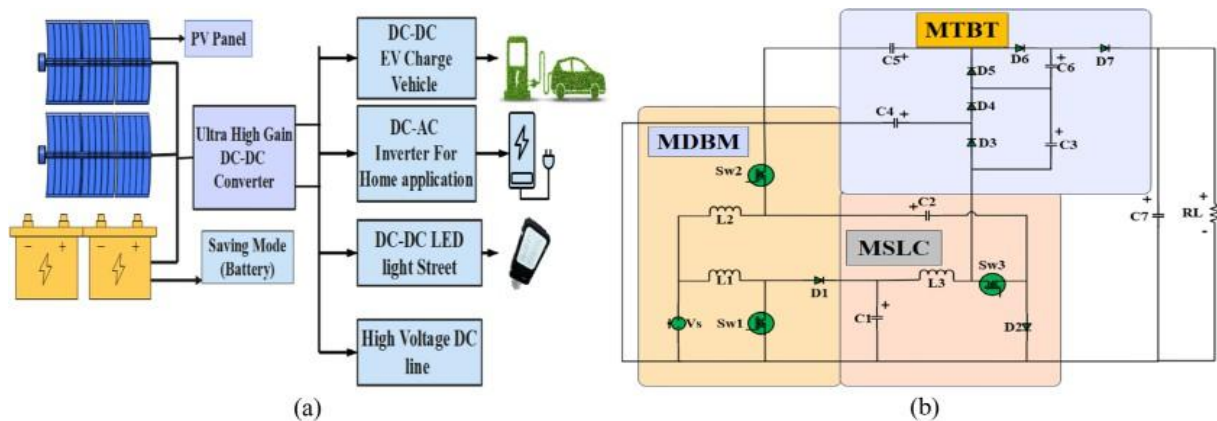 PV Panel
Ultra High Gain
DC-DC
Converter
- +
- +
Saving Mode
(Battery)
DC-DC
EV Charge
Vehicle
DC-AC
Inverter For
Home application
DC-DC LED
light Street
High Voltage DC
line
(a)
MTBT
C5 +
D6
D7
+
C6
D5
D4
C4 +
D3
+
C3
MDBM
Sw2
L2
+ C2
+
C7
RL
+
-
MSLC
L1
D1
L3
Sw3
Vs
Sw1
C1
+
D2
(b)